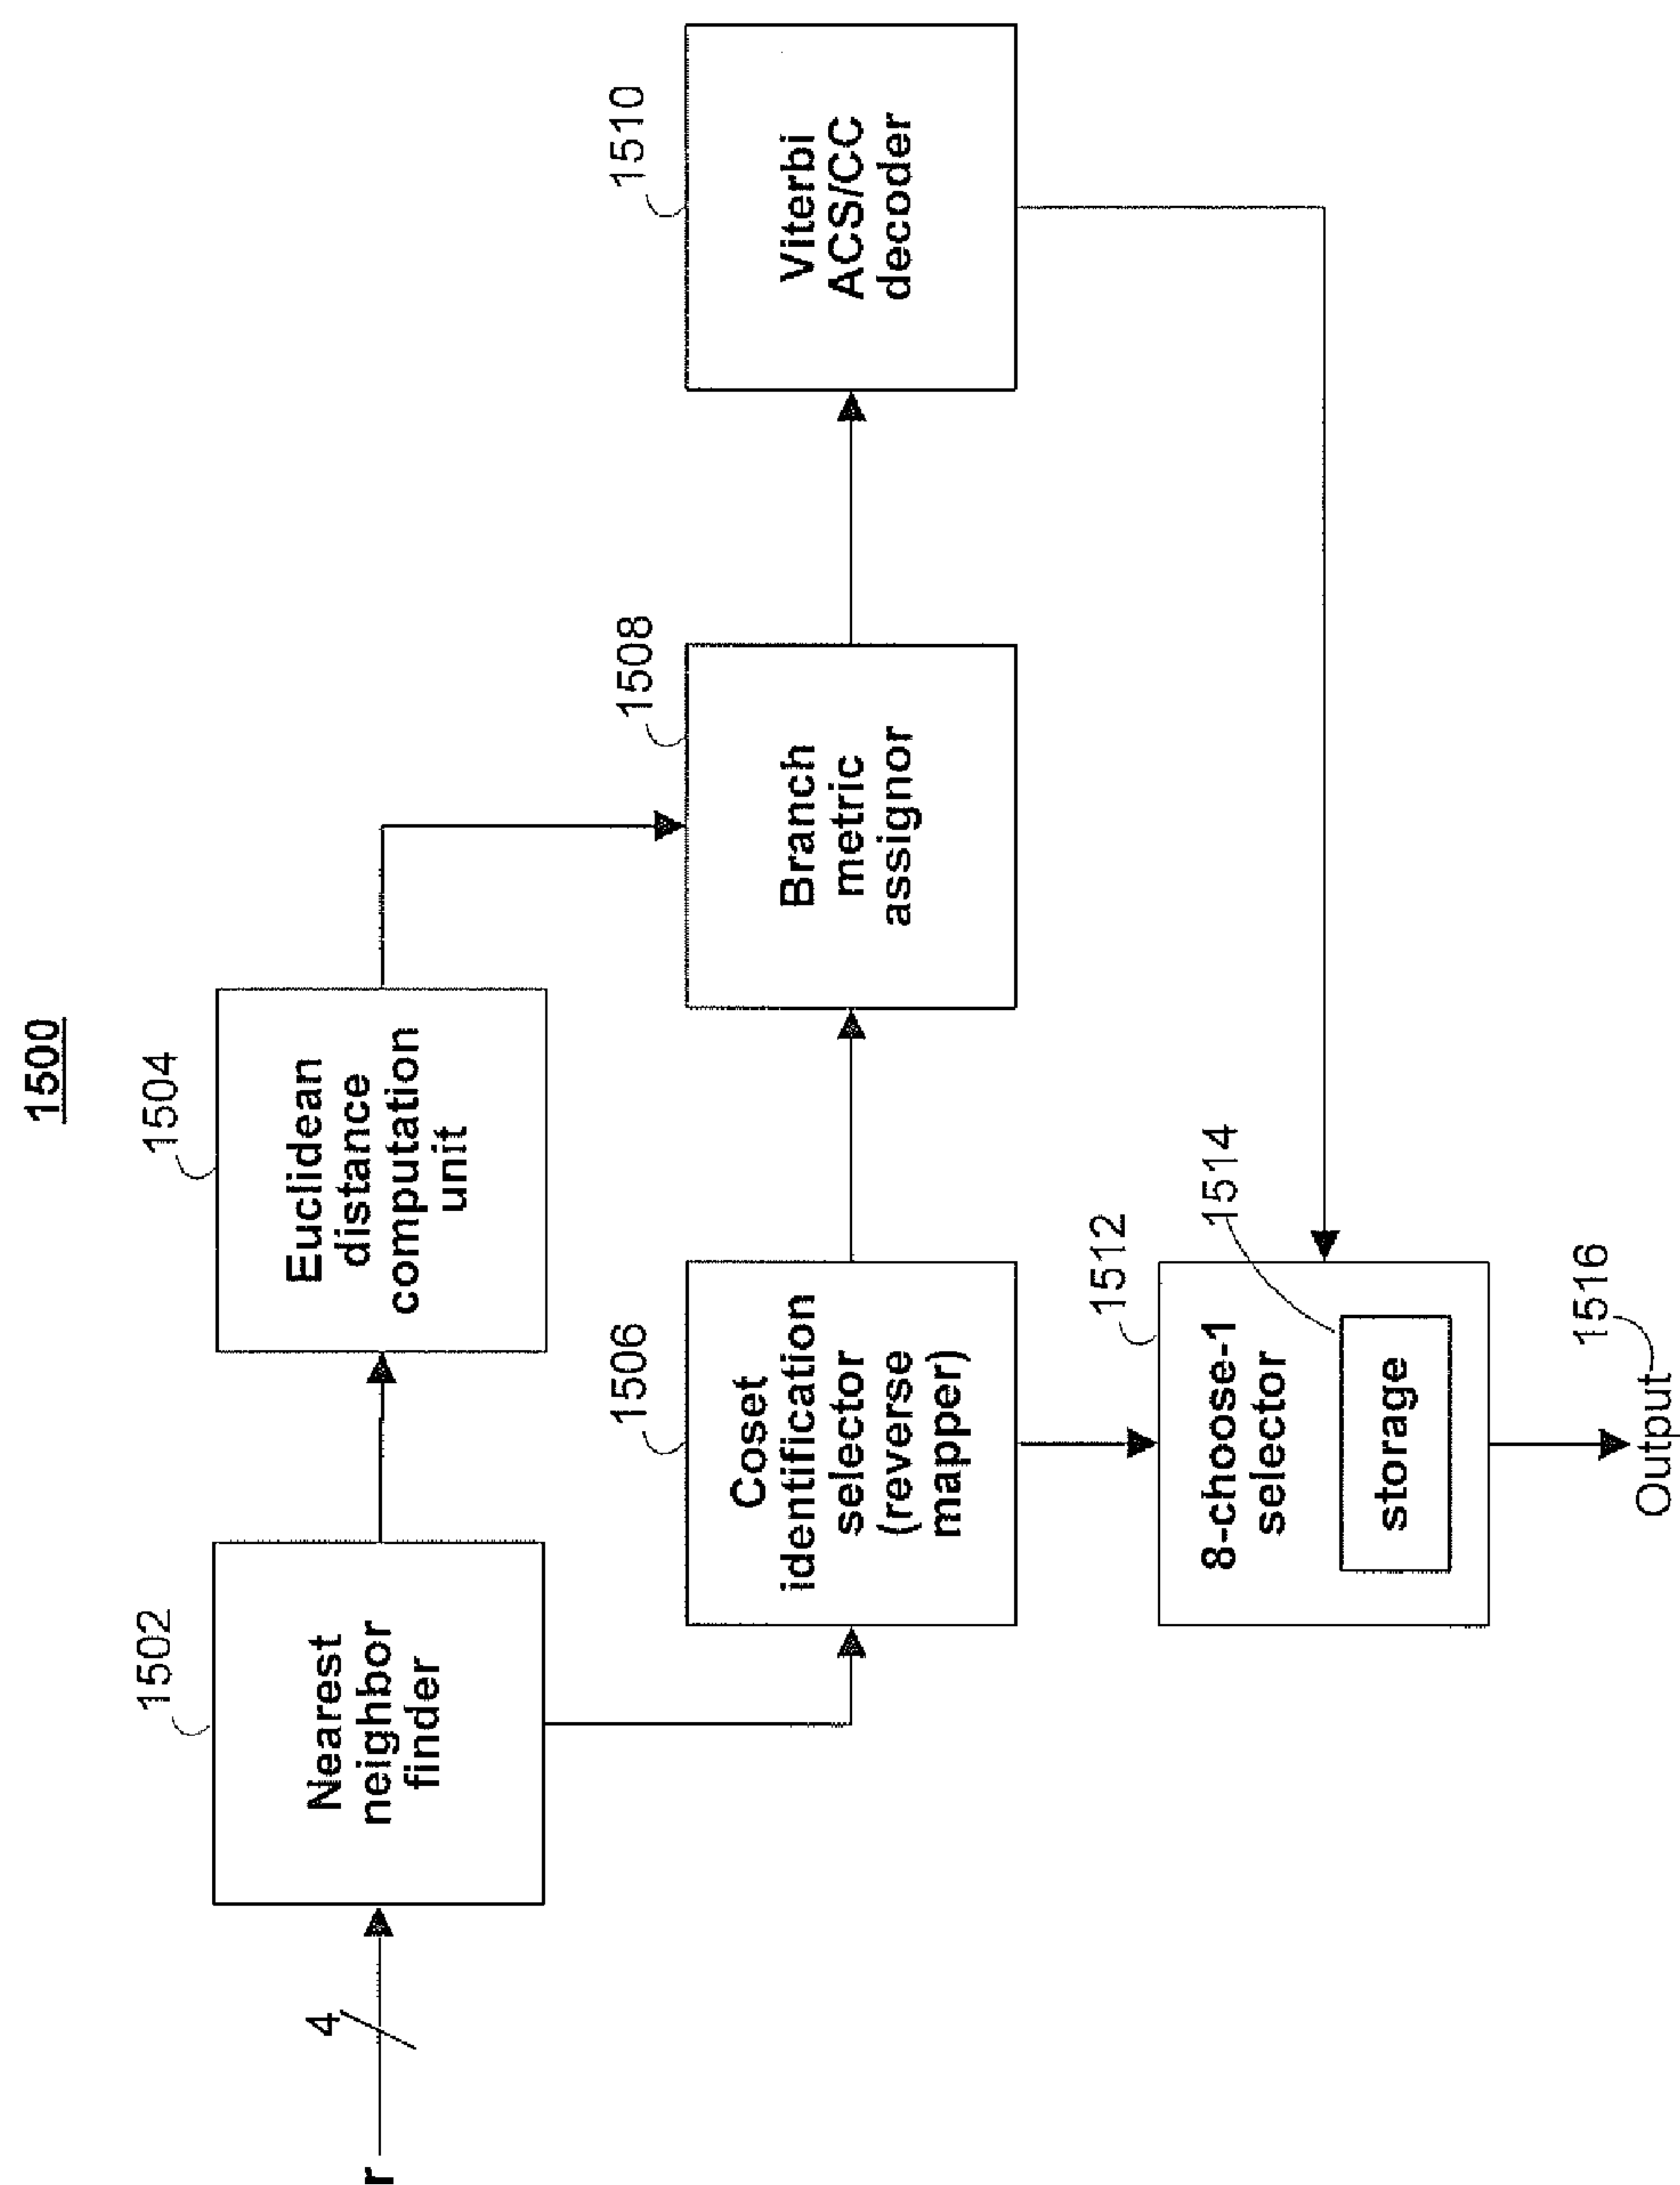 1500
r
4
1502
Nearest
neighbor
finder
1504
Euclidean
distance
computation
unit
1506
Coset
identification
selector
(reverse
mapper)
1508
Branch
metric
assignor
1510
Viterbi
ACS/CC
decoder
1512
8-choose-1
selector
1514
storage
1516
Output